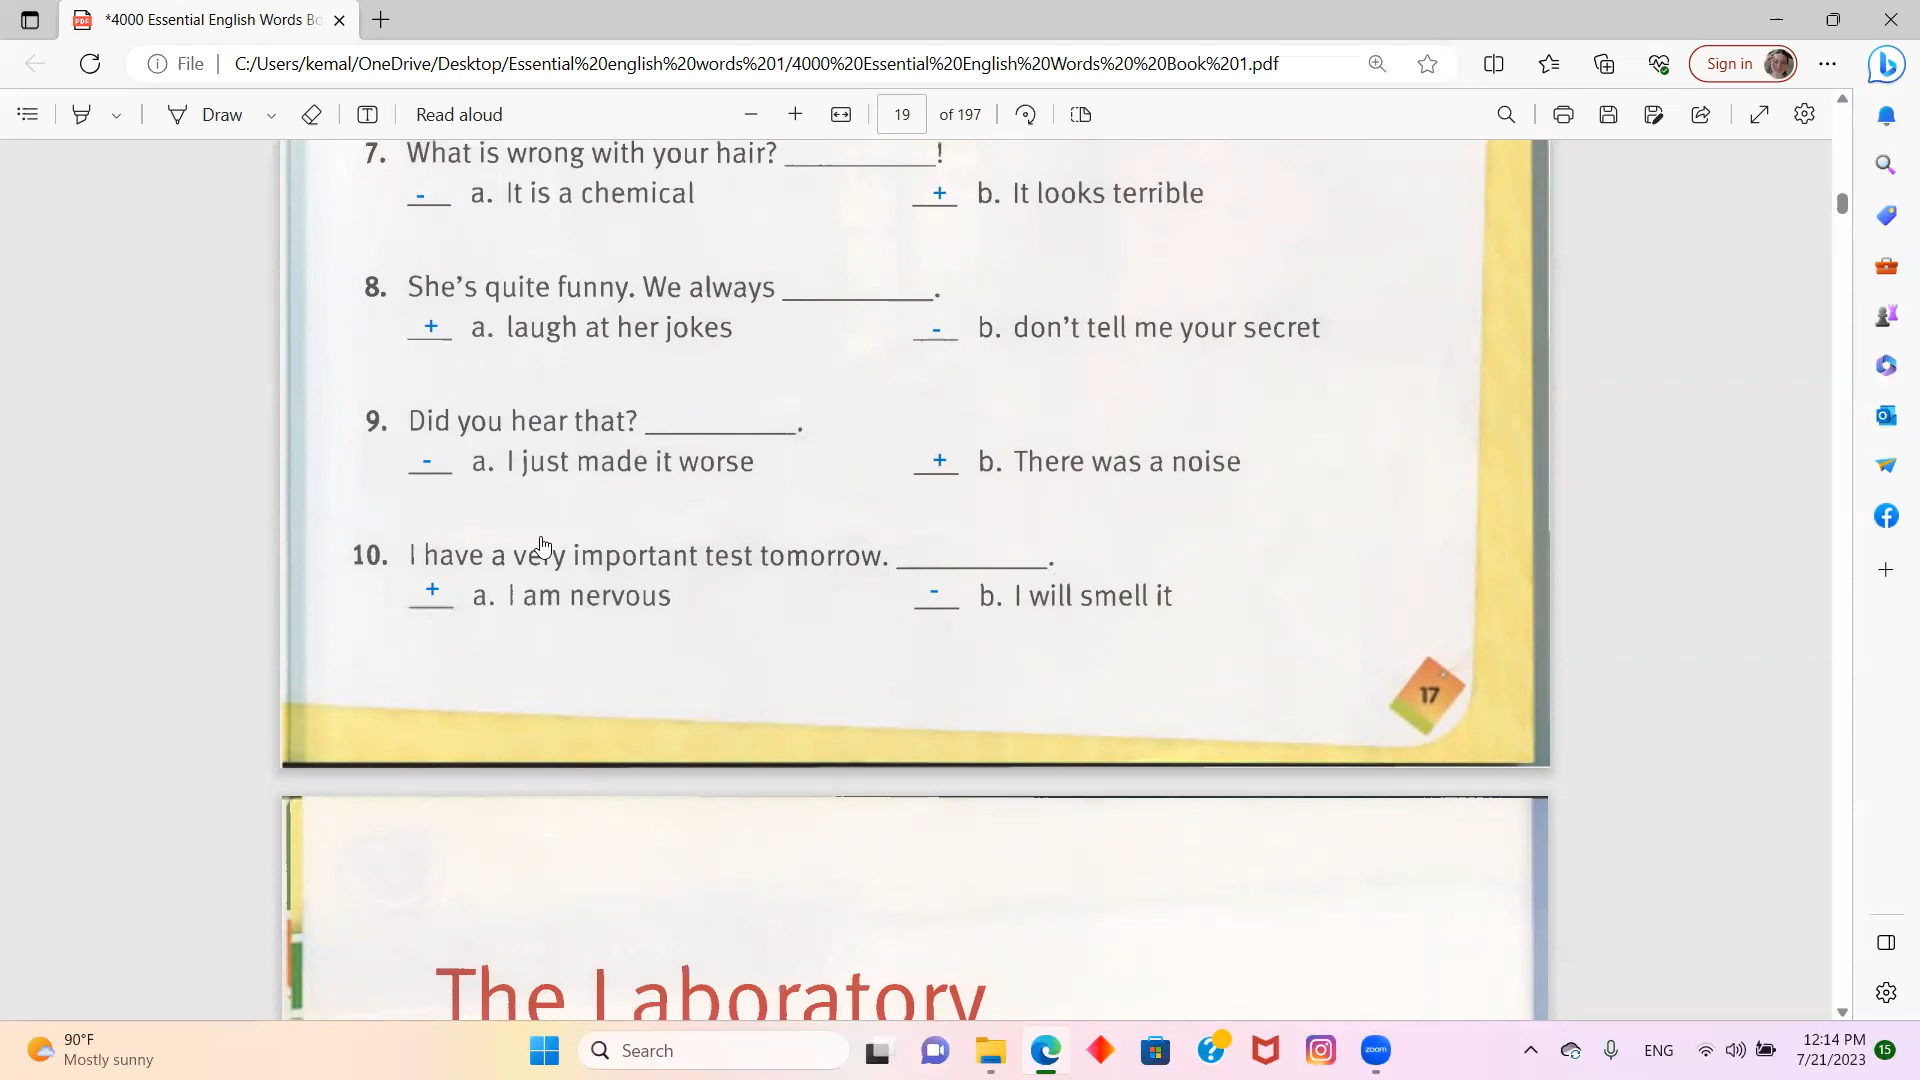 *4000 Essential English Words Bo
File
C:/Users/kemal/OneDrive/Desktop/Essential%20english%20words%201/4000%20Essential%20English%20Words%20%20Book%201.pdf
Sign in
Draw
Read aloud
19 of 197
7. What is wrong with your hair? __________!
- a. It is a chemical + b. It looks terrible
8. She's quite funny. We always __________.
+ a. laugh at her jokes - b. don't tell me your secret
9. Did you hear that? __________.
- a. I just made it worse + b. There was a noise
10. I have a very important test tomorrow. __________.
+ a. I am nervous - b. I will smell it
17
The Laboratory
90°F
Mostly sunny
Search
zoom
ENG
12:14 PM
7/21/2023
15